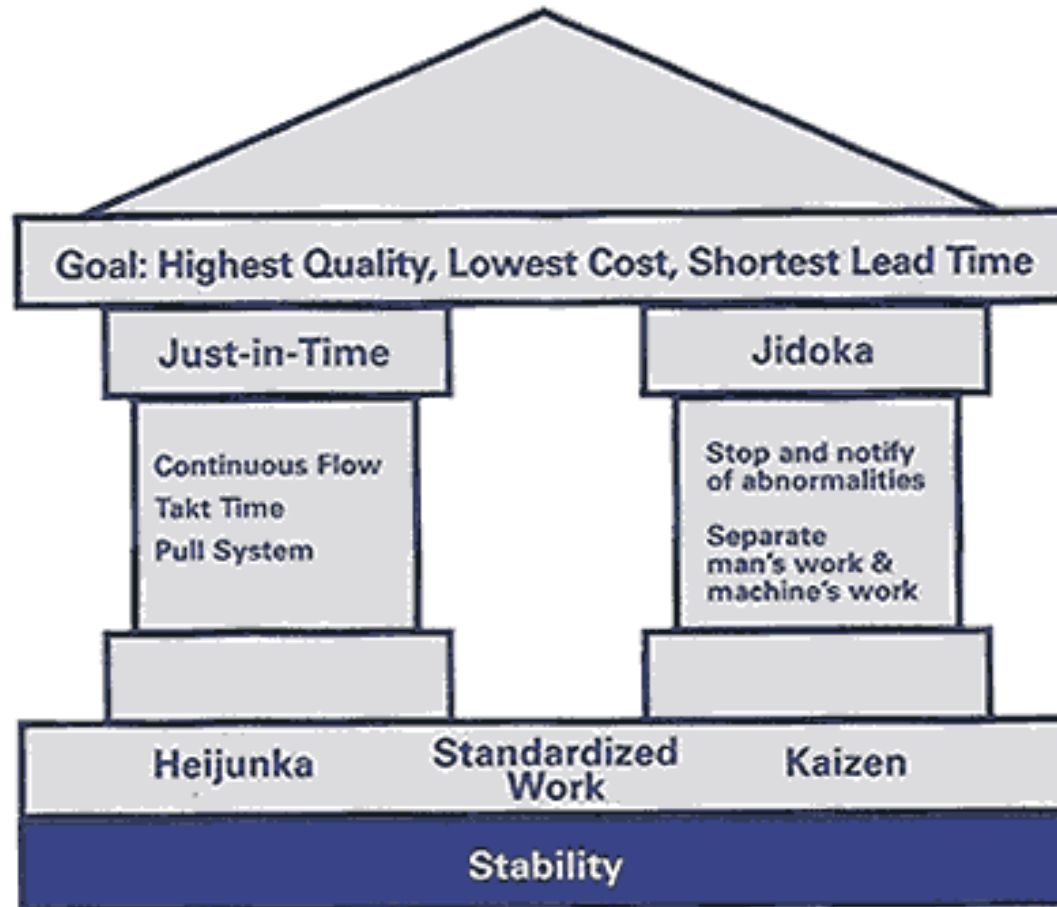 Goal: Highest Quality, Lowest Cost, Shortest Lead Time
Just-in-Time
Continuous Flow
Takt Time
Pull System
Jidoka
Stop and notify
of abnormalities
Separate
man's work &
machine's work
Heijunka
Standardized
Work
Kaizen
Stability